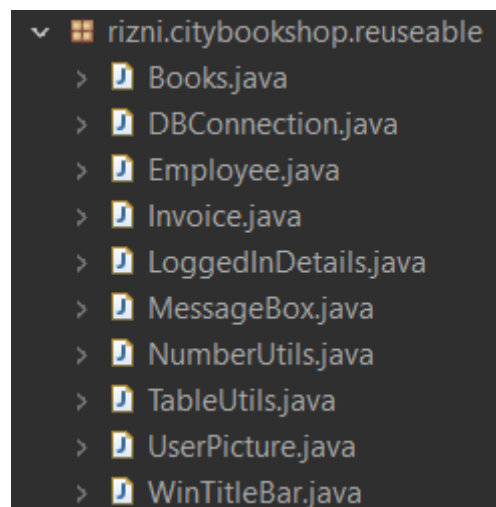 rizni.citybookshop.reuseable
Books.java
DBConnection.java
Employee.java
Invoice.java
LoggedInDetails.java
MessageBox.java
NumberUtils.java
TableUtils.java
UserPicture.java
WinTitleBar.java